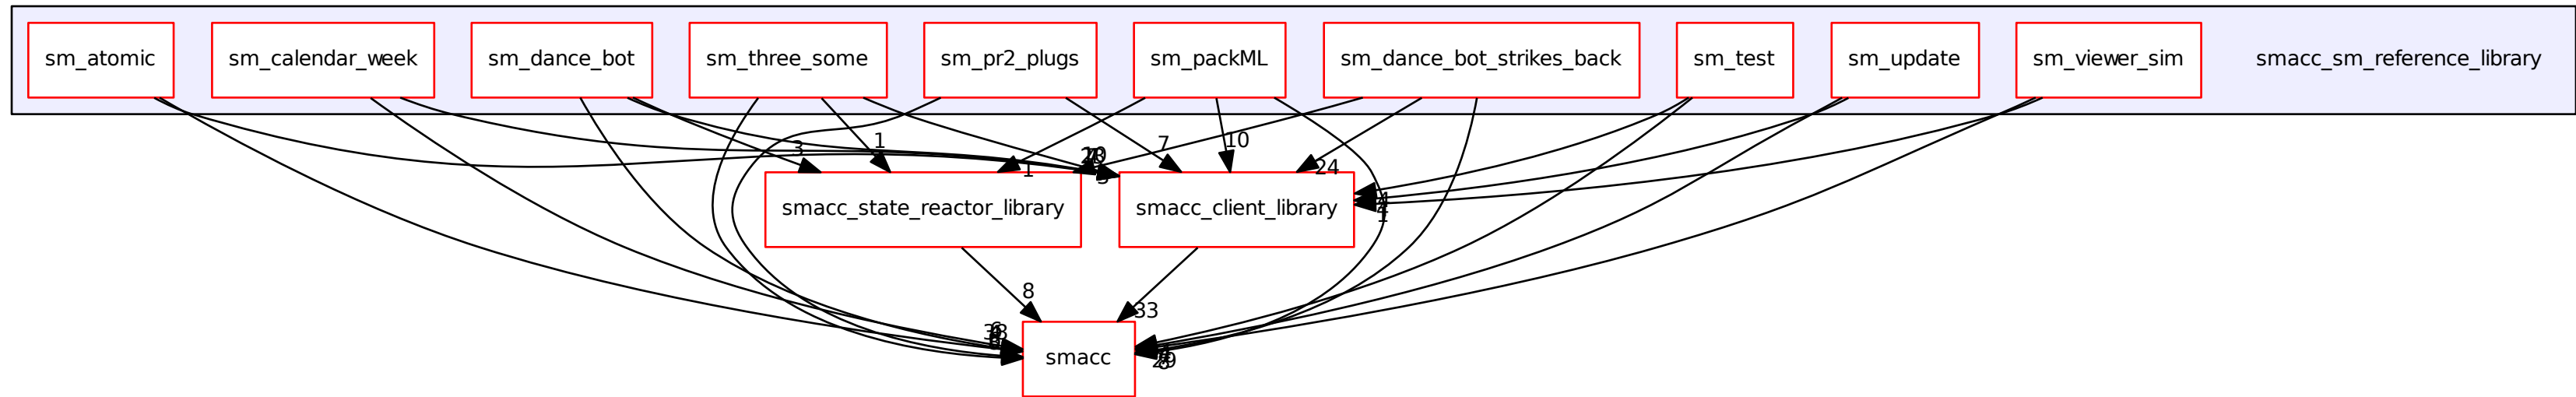 sm_atomic
sm_calendar_week
sm_dance_bot
sm_three_some
sm_pr2_plugs
sm_packML
sm_dance_bot_strikes_back
sm_test
sm_update
sm_viewer_sim
smacc_sm_reference_library
3
1
7
10
24
1
smacc_state_reactor_library
smacc_client_library
8
33
smacc